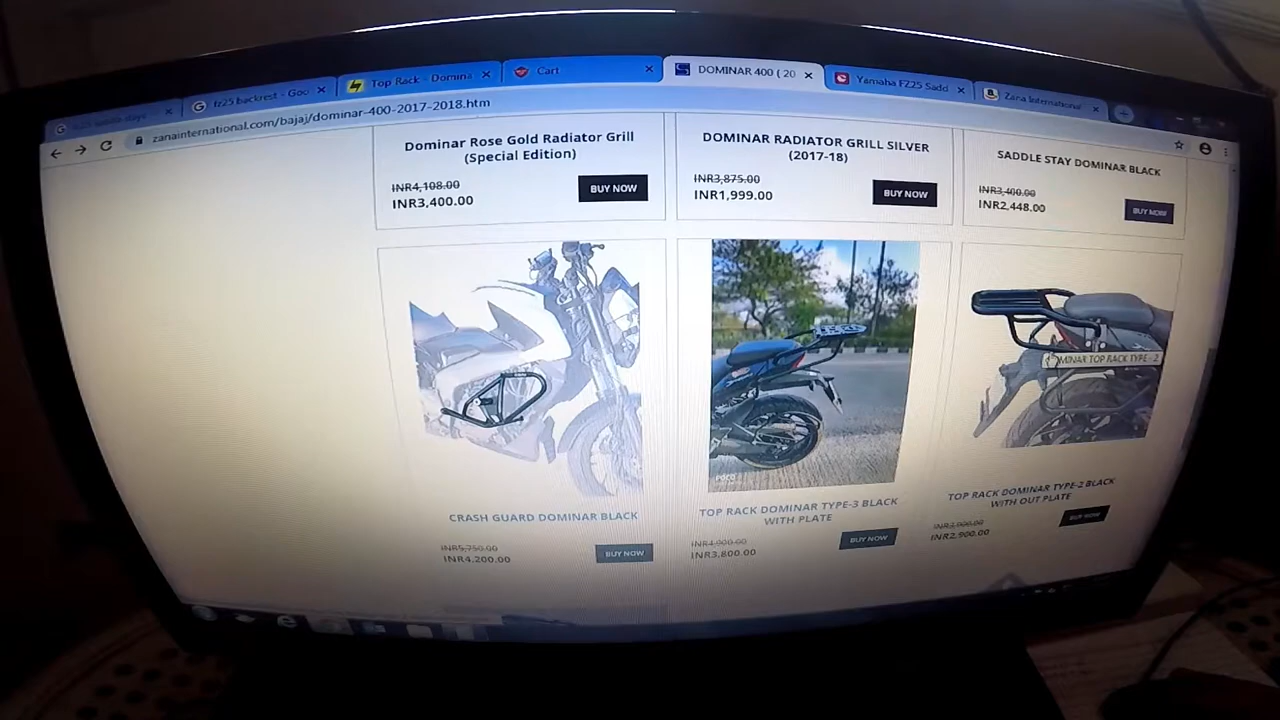 fz25 backrest - Goo
Top Rack - Domina
Cart
DOMINAR 400 ( 20
Yamaha FZ25 Sadd
Zana International
zanainternational.com/bajaj/dominar-400-2017-2018.htm
Dominar Rose Gold Radiator Grill
(Special Edition)
INR4,108.00
INR3,400.00
BUY NOW
DOMINAR RADIATOR GRILL SILVER
(2017-18)
INR3,875.00
INR1,999.00
BUY NOW
SADDLE STAY DOMINAR BLACK
INR3,400.00
INR2,448.00
BUY NOW
CRASH GUARD DOMINAR BLACK
INR5,750.00
INR4,200.00
BUY NOW
POCO
TOP RACK DOMINAR TYPE-3 BLACK
WITH PLATE
INR4,900.00
INR3,800.00
BUY NOW
MINAR TOP RACK TYPE - 2
TOP RACK DOMINAR TYPE-2 BLACK
WITH OUT PLATE
INR2,900.00
BUY NOW